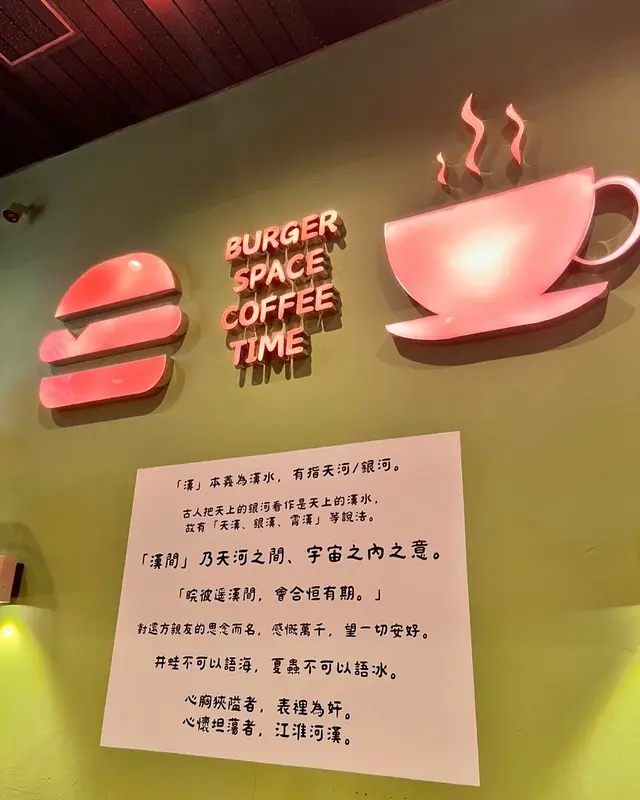 BURGER
SPACE
COFFEE
TIME
「漢」本義為漢水，有指天河/銀河。
古人把天上的銀河看作是天上的漢水，
故有「天漢、銀漢、霄漢」等說法。
「漢間」乃天河之間、宇宙之內之意。
「皖彼遥漢間，會合恒有期。」
對遠方親友的思念而名，感慨萬千，望一切安好。
井蛙不可以語海，夏蟲不可以語冰。
心胸狹隘者，表裡為奸。
心懷坦蕩者，江淮河漢。